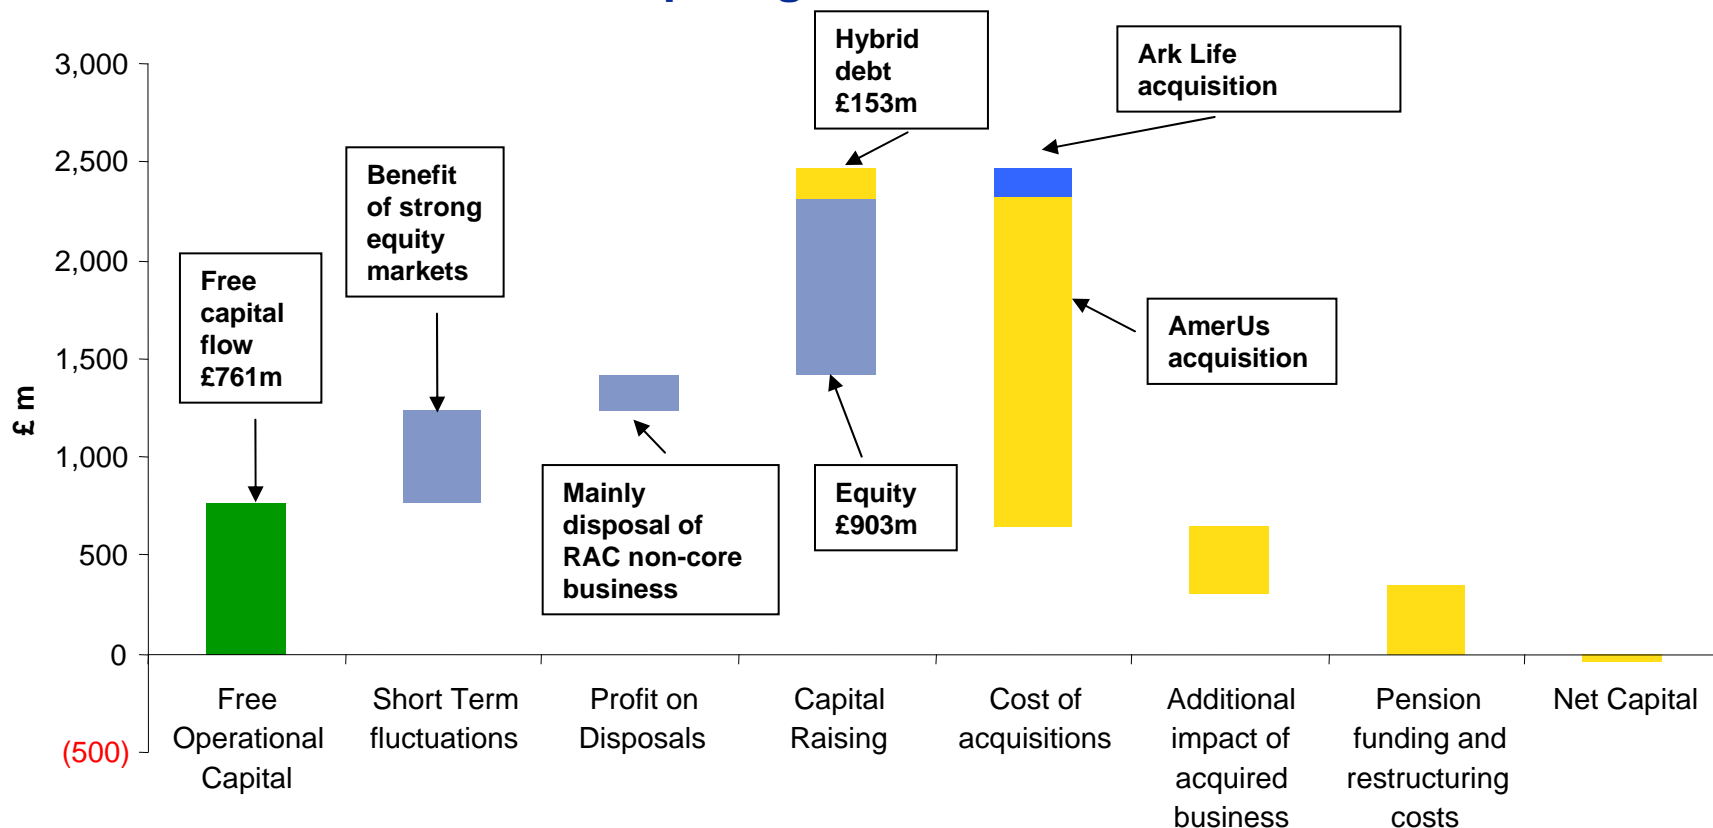 3,000
2,500
2,000
1,500
1,000
500
0
(500)
£ m
Free
capital
flow
£761m
Benefit
of strong
equity
markets
Mainly
disposal of
RAC non-core
business
Hybrid
debt
£153m
Equity
£903m
Ark Life
acquisition
AmerUs
acquisition
Free
Operational
Capital
Short Term
fluctuations
Profit on
Disposals
Capital
Raising
Cost of
acquisitions
Additional
impact of
acquired
business
Pension
funding and
restructuring
costs
Net Capital